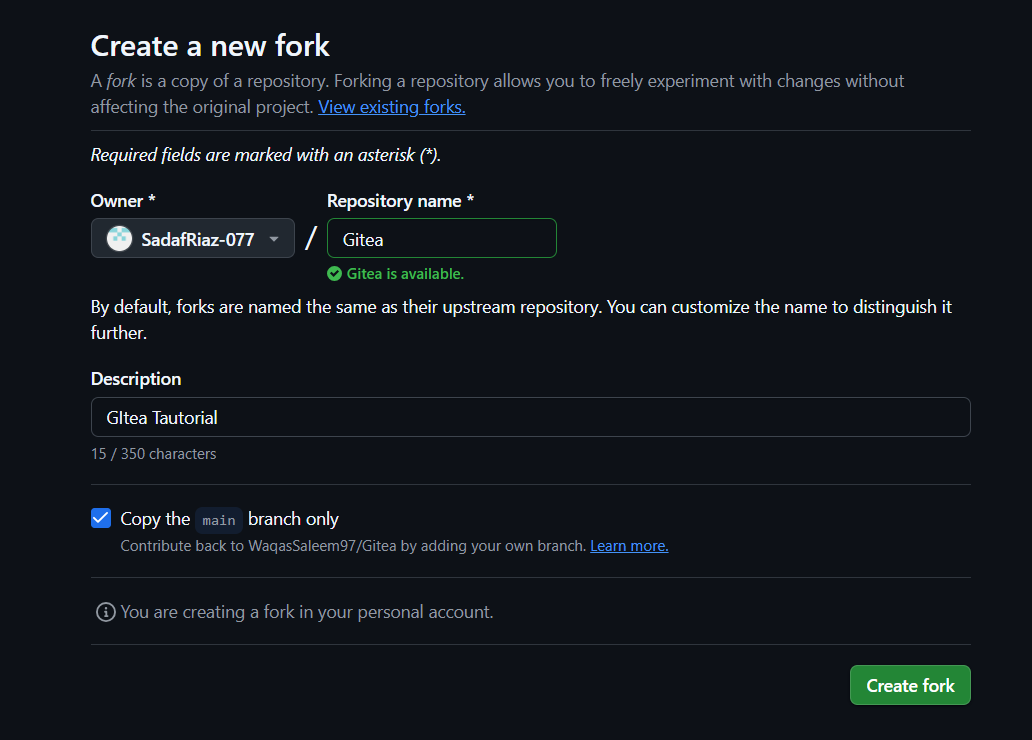 Create a new fork
A fork is a copy of a repository. Forking a repository allows you to freely experiment with changes without
affecting the original project. View existing forks.
Required fields are marked with an asterisk (*).
Owner * Repository name *
SadafRiaz-077 / Gitea
Gitea is available.
By default, forks are named the same as their upstream repository. You can customize the name to distinguish it
further.
Description
GItea Tautorial
15 / 350 characters
Copy the main branch only
Contribute back to WaqasSaleem97/Gitea by adding your own branch. Learn more.
You are creating a fork in your personal account.
Create fork